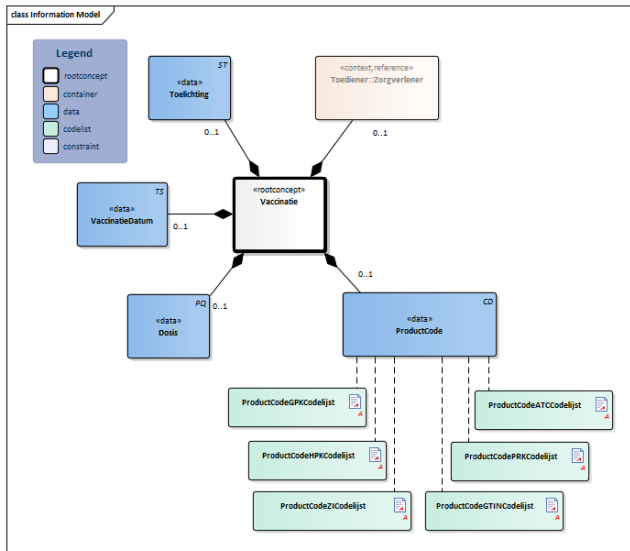 class Information Model
Legend
rootconcept
container
data
codelist
constraint
ST
«data»
Toelichting
0..1
«context,reference»
Toediener::Zorgverlener
0..1
«rootconcept»
Vaccinatie
TS
«data»
VaccinatieDatum
0..1
PQ
«data»
Dosis
0..1
0..1
CD
«data»
ProductCode
ProductCodeGPKCodelijst
A
ProductCodeATCCodelijst
A
ProductCodeHPKCodelijst
A
ProductCodePRKCodelijst
A
ProductCodeZICodelijst
A
ProductCodeGTINCodelijst
A